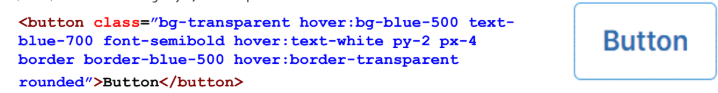 <button class=”bg-transparent hover:bg-blue-500 text-
blue-700 font-semibold hover:text-white py-2 px-4
border border-blue-500 hover:border-transparent
rounded”>Button</button>
Button